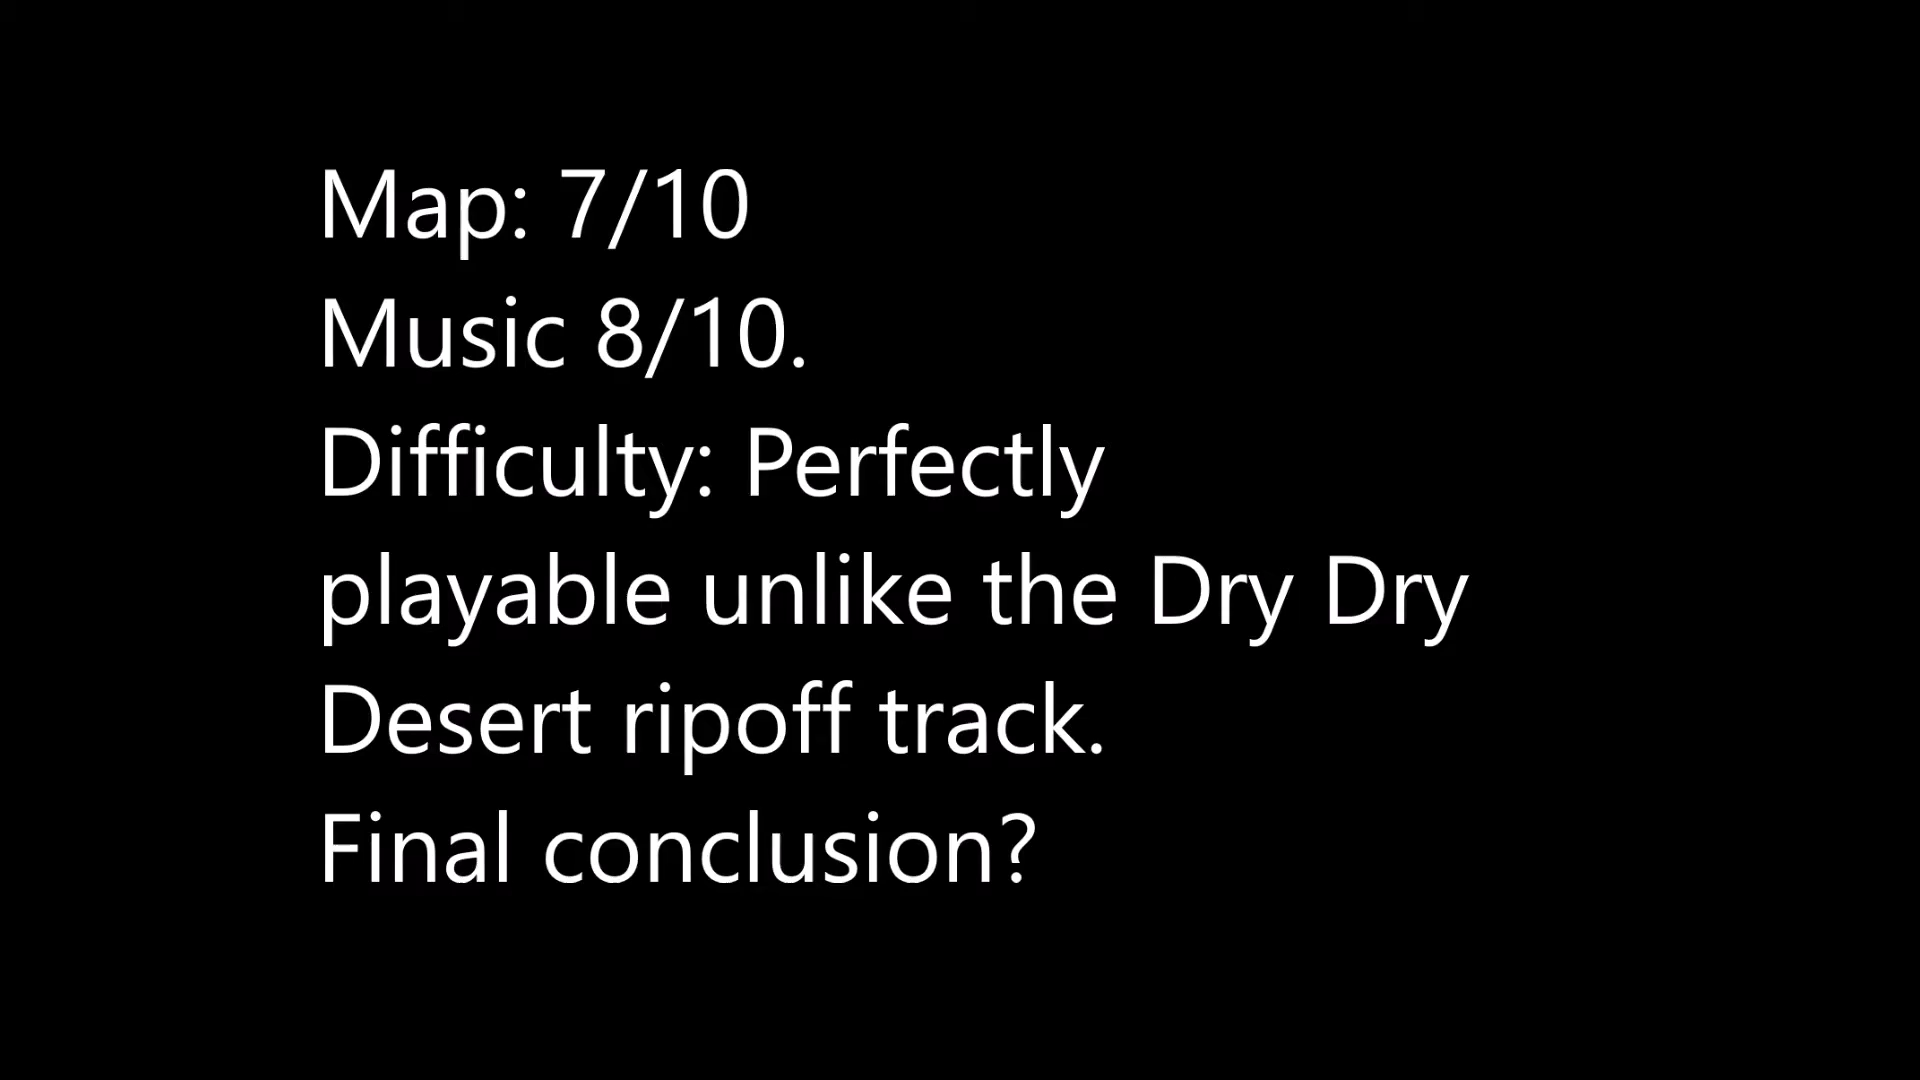 Map: 7/10
Music 8/10.
Difficulty: Perfectly
playable unlike the Dry Dry
Desert ripoff track.
Final conclusion?